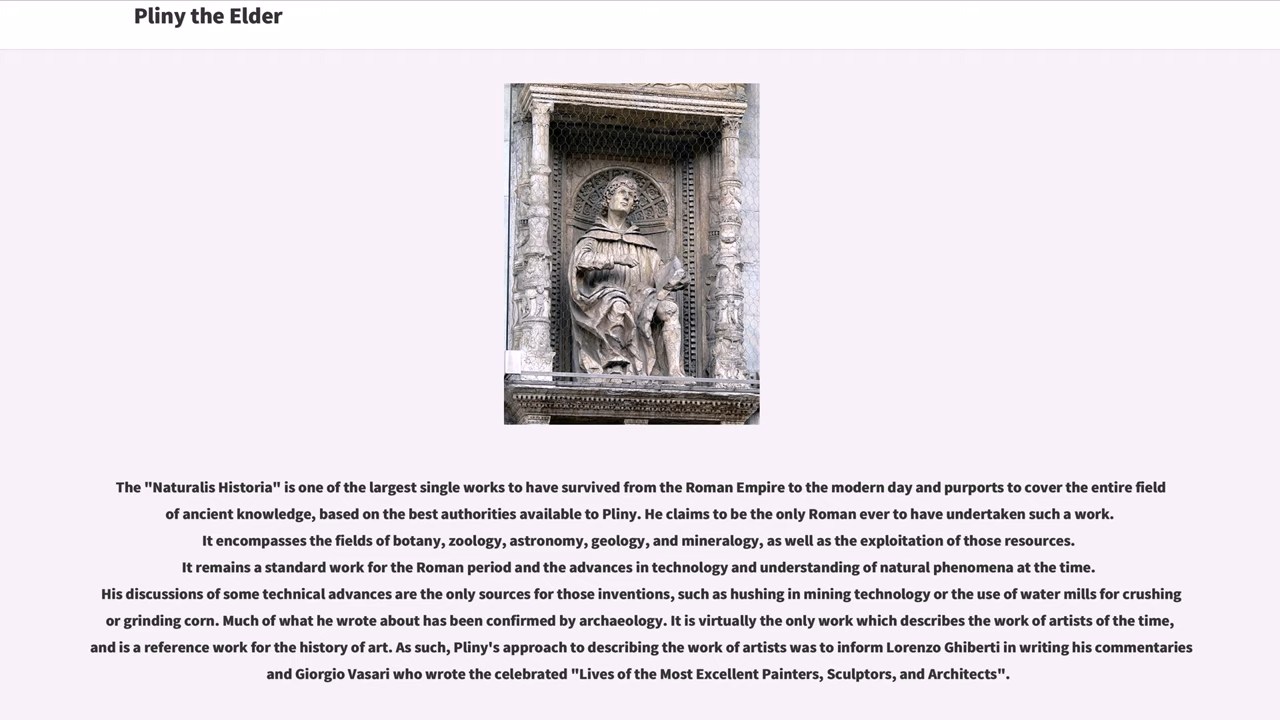 Pliny the Elder
The "Naturalis Historia" is one of the largest single works to have survived from the Roman Empire to the modern day and purports to cover the entire field
of ancient knowledge, based on the best authorities available to Pliny. He claims to be the only Roman ever to have undertaken such a work.
It encompasses the fields of botany, zoology, astronomy, geology, and mineralogy, as well as the exploitation of those resources.
It remains a standard work for the Roman period and the advances in technology and understanding of natural phenomena at the time.
His discussions of some technical advances are the only sources for those inventions, such as hushing in mining technology or the use of water mills for crushing
or grinding corn. Much of what he wrote about has been confirmed by archaeology. It is virtually the only work which describes the work of artists of the time,
and is a reference work for the history of art. As such, Pliny's approach to describing the work of artists was to inform Lorenzo Ghiberti in writing his commentaries
and Giorgio Vasari who wrote the celebrated "Lives of the Most Excellent Painters, Sculptors, and Architects".